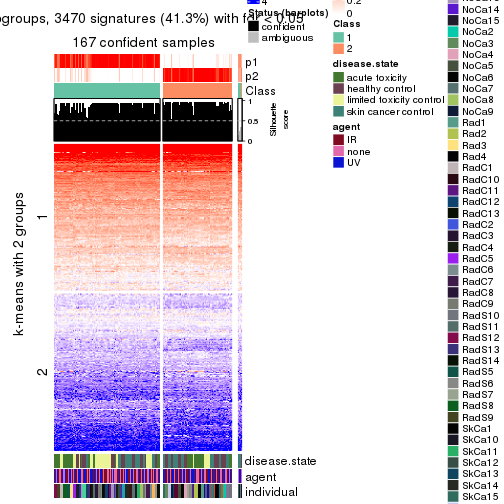 groups, 3470 signatures (41.3%) with fdr < 0.05
167 confident samples
p1
p2
Class
1
0.5
0
Silhouette
score
k-means with 2 groups
1
2
disease.state
agent
individual
4
Status (barplots)
confident
ambiguous
0.2
0
Class
1
2
disease.state
acute toxicity
healthy control
limited toxicity control
skin cancer control
agent
IR
none
UV
NoCa14
NoCa15
NoCa2
NoCa3
NoCa4
NoCa5
NoCa6
NoCa7
NoCa8
NoCa9
Rad1
Rad2
Rad3
Rad4
RadC1
RadC10
RadC11
RadC12
RadC13
RadC2
RadC3
RadC4
RadC5
RadC6
RadC7
RadC8
RadC9
RadS10
RadS11
RadS12
RadS13
RadS14
RadS5
RadS6
RadS7
RadS8
RadS9
SkCa1
SkCa10
SkCa11
SkCa12
SkCa13
SkCa14
SkCa15